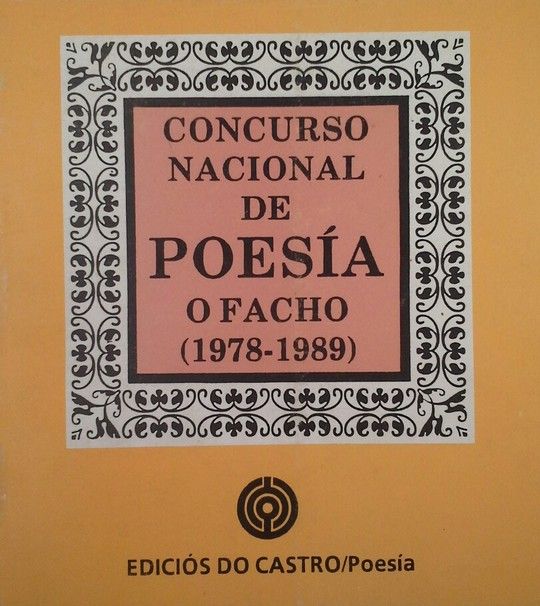 CONCURSO
NACIONAL
DE
POESÍA
O FACHO
(1978-1989)
EDICIÓS DO CASTRO/Poesía